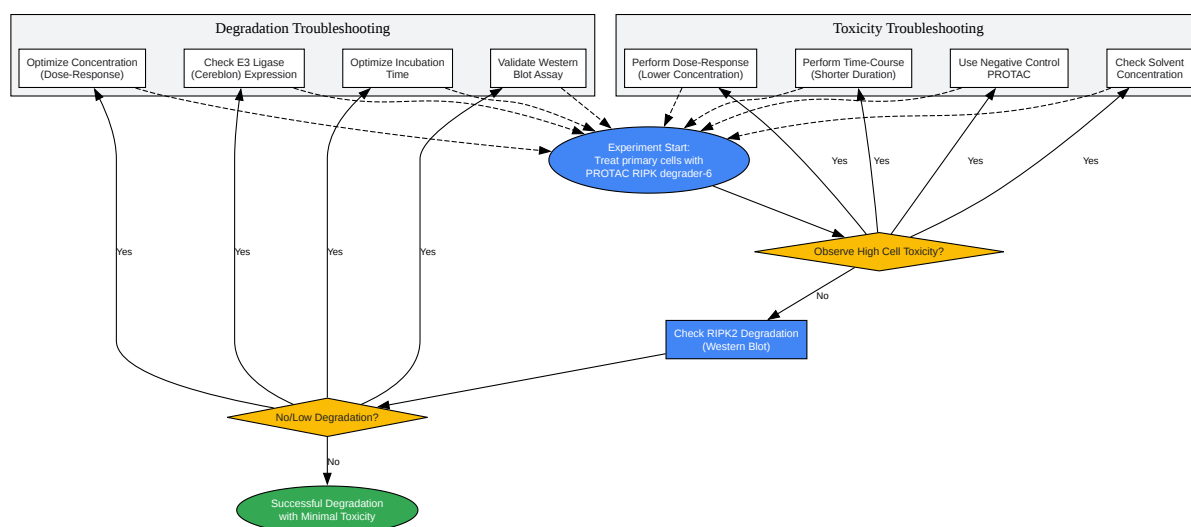 Degradation Troubleshooting
Toxicity Troubleshooting
Optimize Concentration
(Dose-Response)
Check E3 Ligase
(Cereblon) Expression
Optimize Incubation
Time
Validate Western
Blot Assay
Perform Dose-Response
(Lower Concentration)
Perform Time-Course
(Shorter Duration)
Use Negative Control
PROTAC
Check Solvent
Concentration
Experiment Start:
Treat primary cells with
PROTAC RIPK degrader-6
Yes
Yes
Yes
Yes
Yes
Yes
Yes
Yes
Observe High Cell Toxicity?
No
Check RIPK2 Degradation
(Western Blot)
No/Low Degradation?
No
Successful Degradation
with Minimal Toxicity